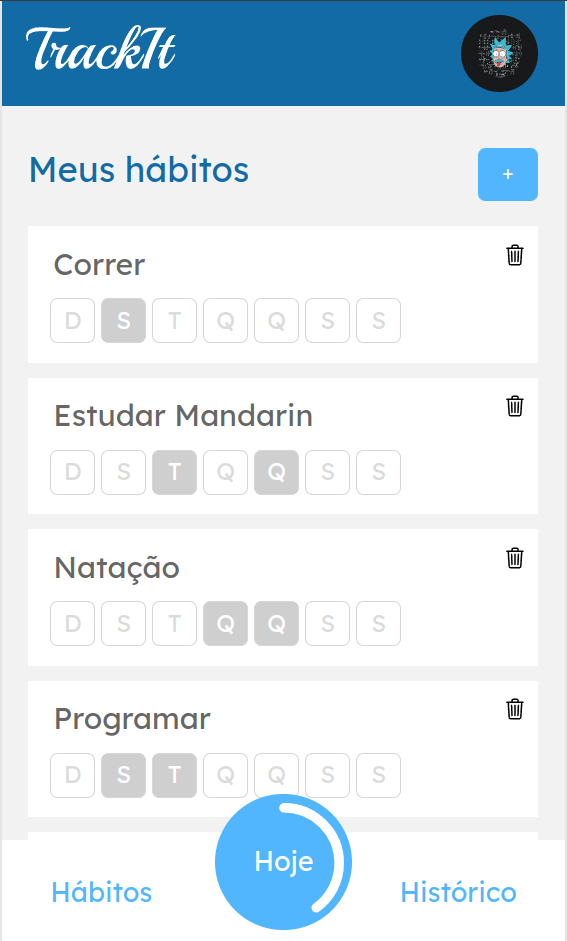 TrackIt
Meus hábitos
+
Correr
D S T Q Q S S
Estudar Mandarin
D S T Q Q S S
Natação
D S T Q Q S S
Programar
D S T Q Q S S
Hábitos
Hoje
Histórico